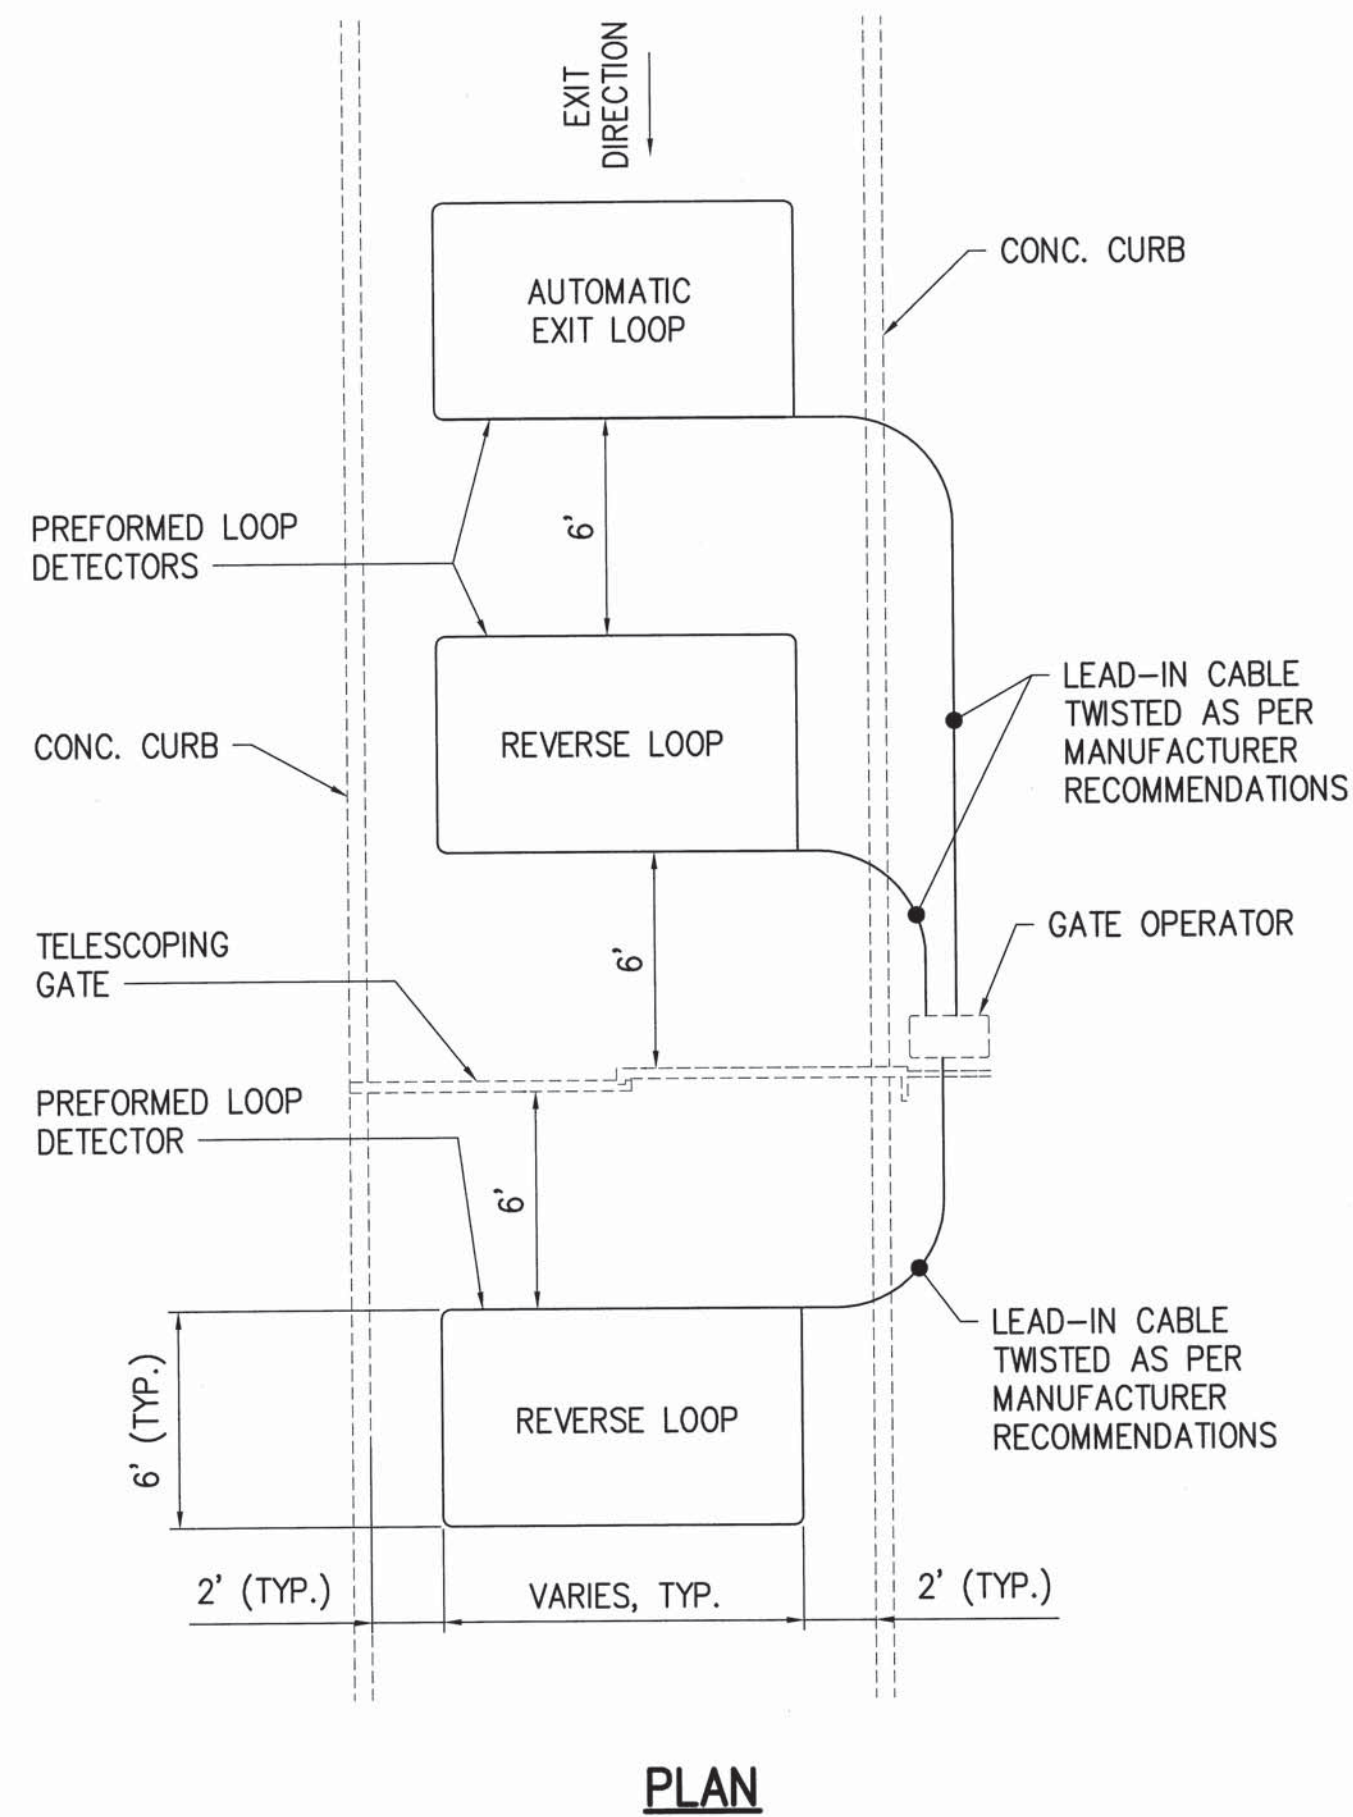 EXIT
DIRECTION
AUTOMATIC
EXIT LOOP
CONC. CURB
PREFORMED LOOP
DETECTORS
6'
REVERSE LOOP
LEAD-IN CABLE
TWISTED AS PER
MANUFACTURER
RECOMMENDATIONS
CONC. CURB
GATE OPERATOR
TELESCOPING
GATE
6'
PREFORMED LOOP
DETECTOR
6'
LEAD-IN CABLE
TWISTED AS PER
MANUFACTURER
RECOMMENDATIONS
6' (TYP.)
REVERSE LOOP
2' (TYP.)
VARIES, TYP.
2' (TYP.)
PLAN